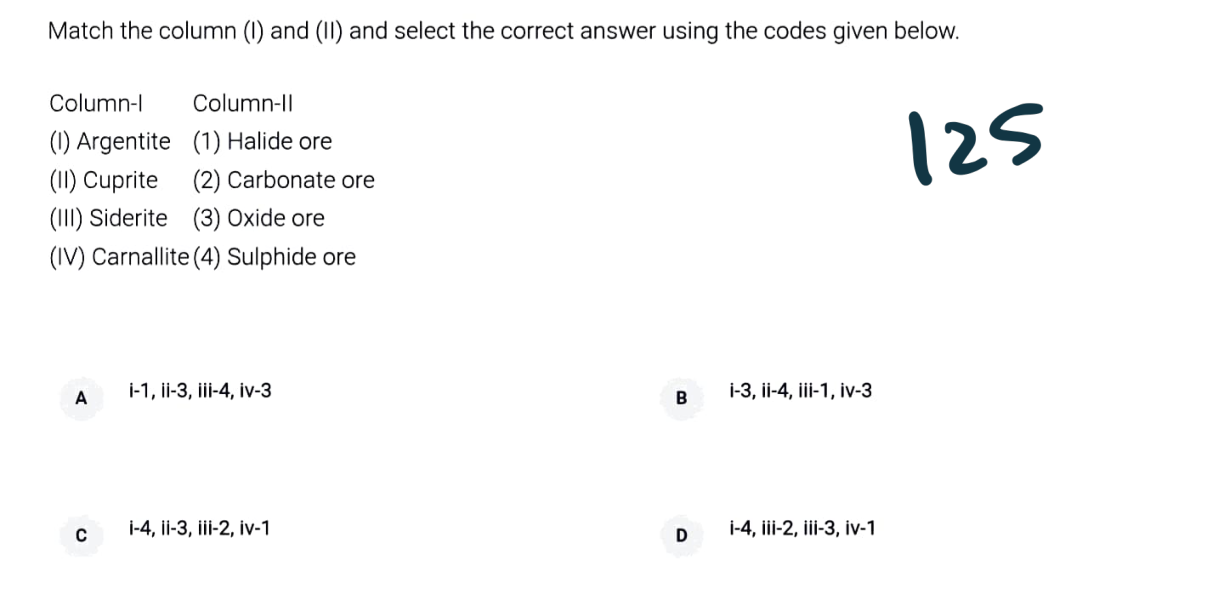 Match the column (I) and (II) and select the correct answer using the codes given below.
Column-I Column-II
(I) Argentite (1) Halide ore
(II) Cuprite (2) Carbonate ore
(III) Siderite (3) Oxide ore
(IV) Carnallite (4) Sulphide ore
125
A i-1, ii-3, iii-4, iv-3
B i-3, ii-4, iii-1, iv-3
C i-4, ii-3, iii-2, iv-1
D i-4, iii-2, iii-3, iv-1